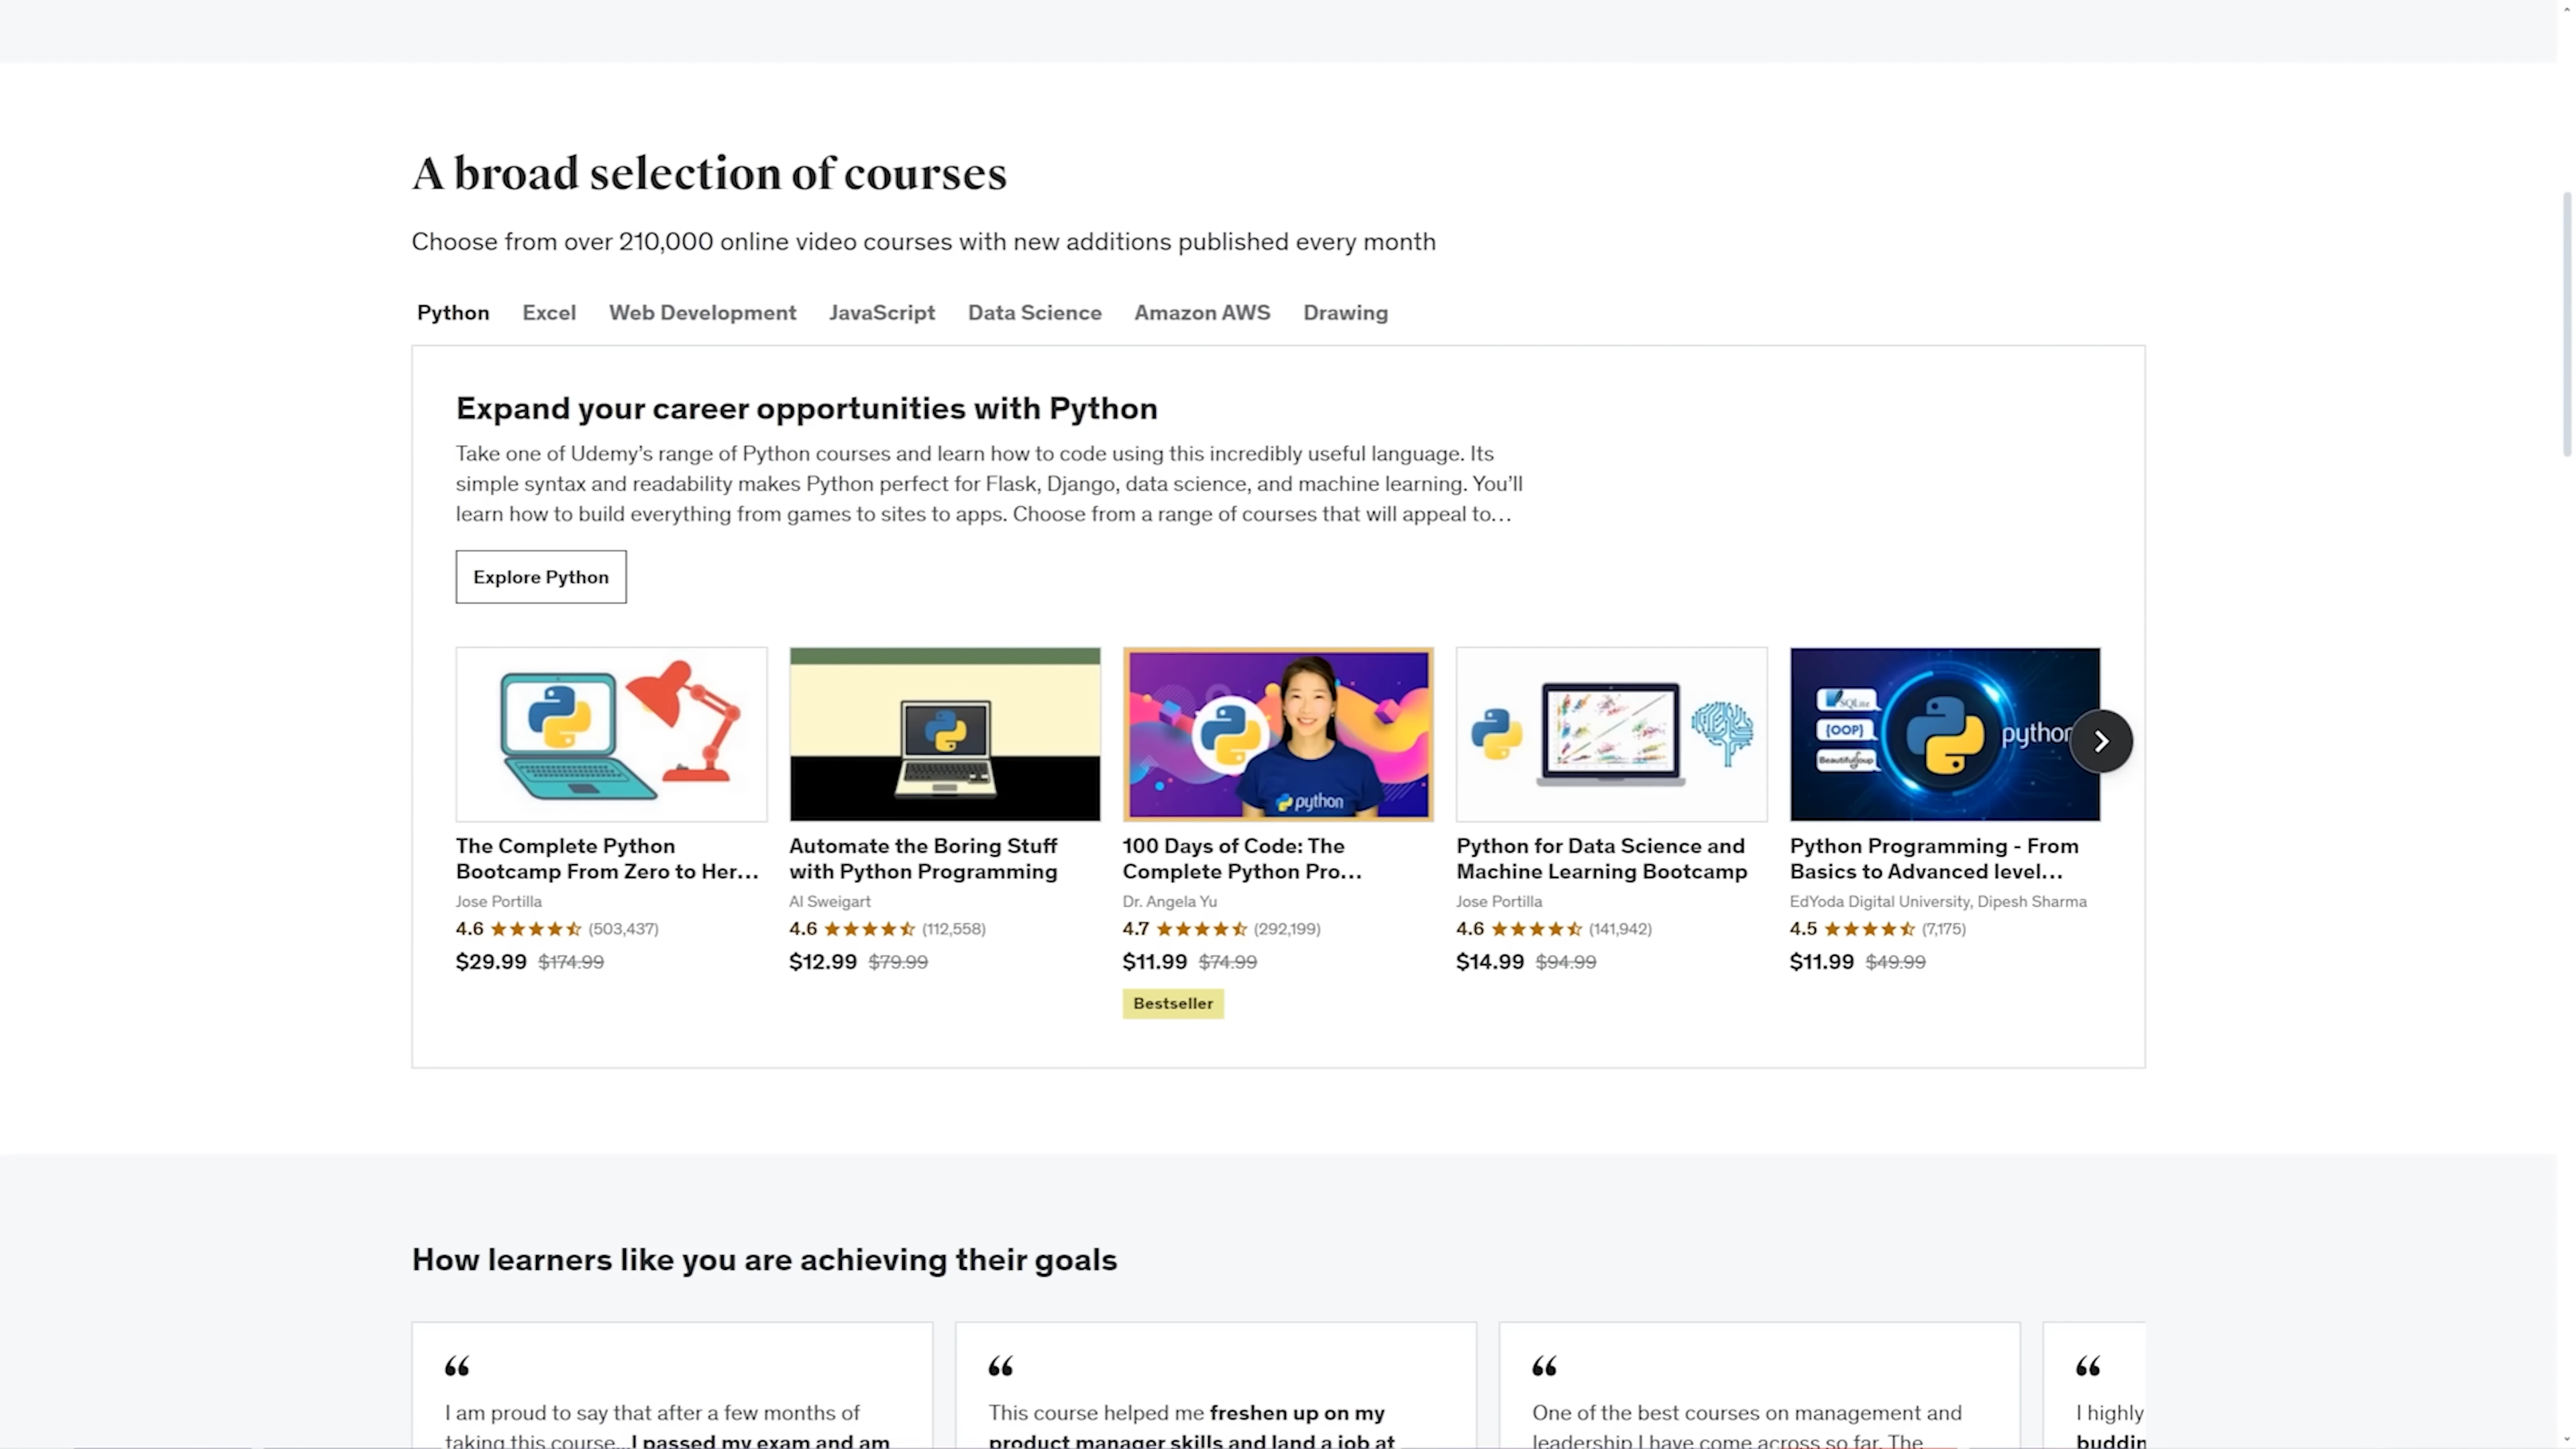 A broad selection of courses
Choose from over 210,000 online video courses with new additions published every month
Python Excel Web Development JavaScript Data Science Amazon AWS Drawing
Expand your career opportunities with Python
Take one of Udemy’s range of Python courses and learn how to code using this incredibly useful language. Its
simple syntax and readability makes Python perfect for Flask, Django, data science, and machine learning. You’ll
learn how to build everything from games to sites to apps. Choose from a range of courses that will appeal to…
Explore Python
python
SQLite
{OOP}
BeautifulSoup
python
The Complete Python
Bootcamp From Zero to Her…
Jose Portilla
4.6 (503,437)
$29.99 $174.99
Automate the Boring Stuff
with Python Programming
Al Sweigart
4.6 (112,558)
$12.99 $79.99
100 Days of Code: The
Complete Python Pro…
Dr. Angela Yu
4.7 (292,199)
$11.99 $74.99
Bestseller
Python for Data Science and
Machine Learning Bootcamp
Jose Portilla
4.6 (141,942)
$14.99 $94.99
Python Programming - From
Basics to Advanced level…
EdYoda Digital University, Dipesh Sharma
4.5 (7,175)
$11.99 $49.99
How learners like you are achieving their goals
“
I am proud to say that after a few months of
taking this course…I passed my exam and am
“
This course helped me freshen up on my
product manager skills and land a job at
“
One of the best courses on management and
leadership I have come across so far. The
“
I highly
buddin